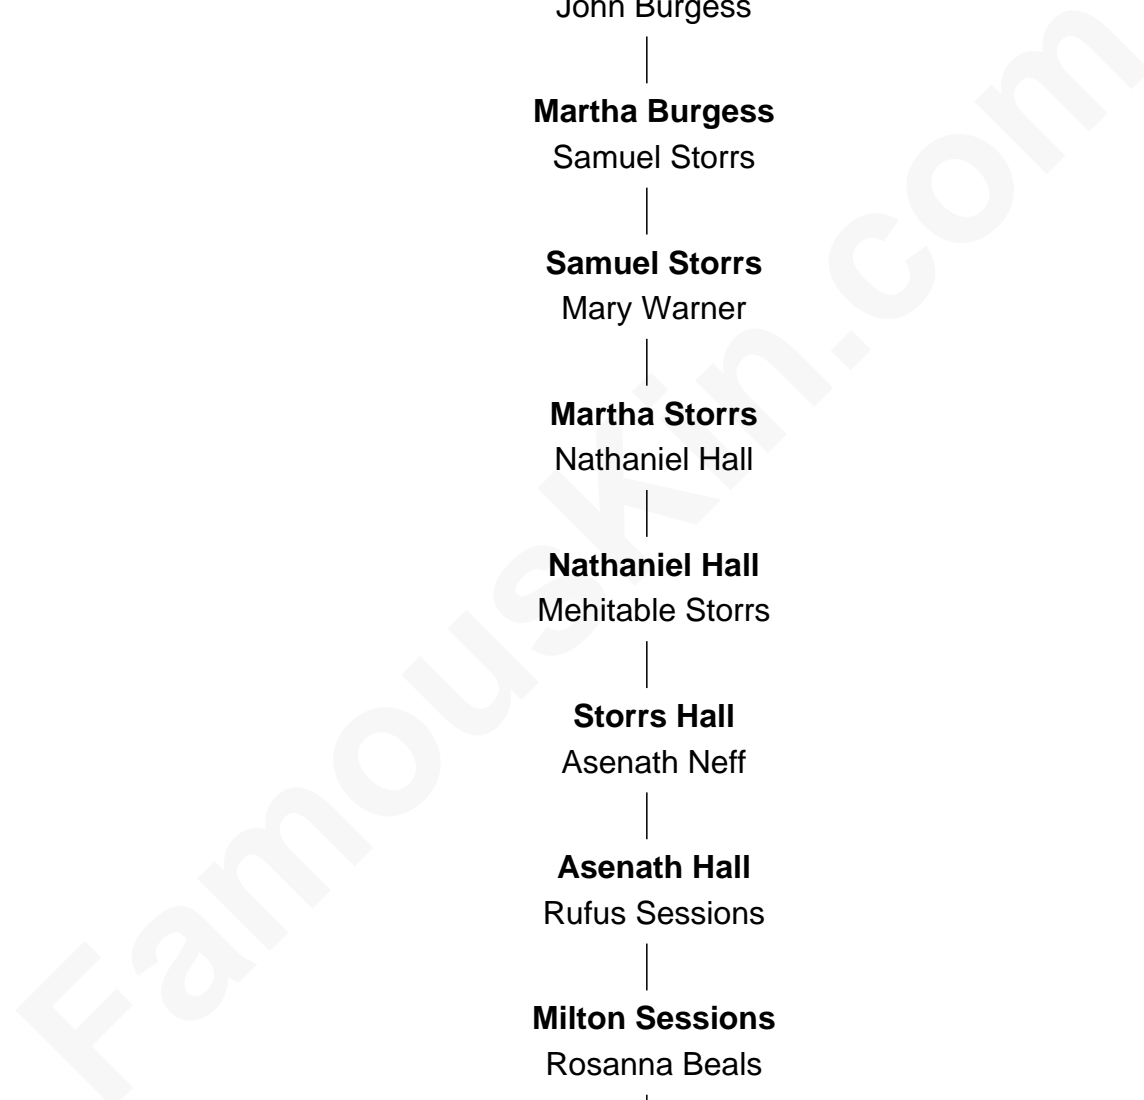 John Burgess
Martha Burgess
Samuel Storrs
Samuel Storrs
Mary Warner
Martha Storrs
Nathaniel Hall
Nathaniel Hall
Mehitable Storrs
Storrs Hall
Asenath Neff
Asenath Hall
Rufus Sessions
Milton Sessions
Rosanna Beals
FamousKin.com